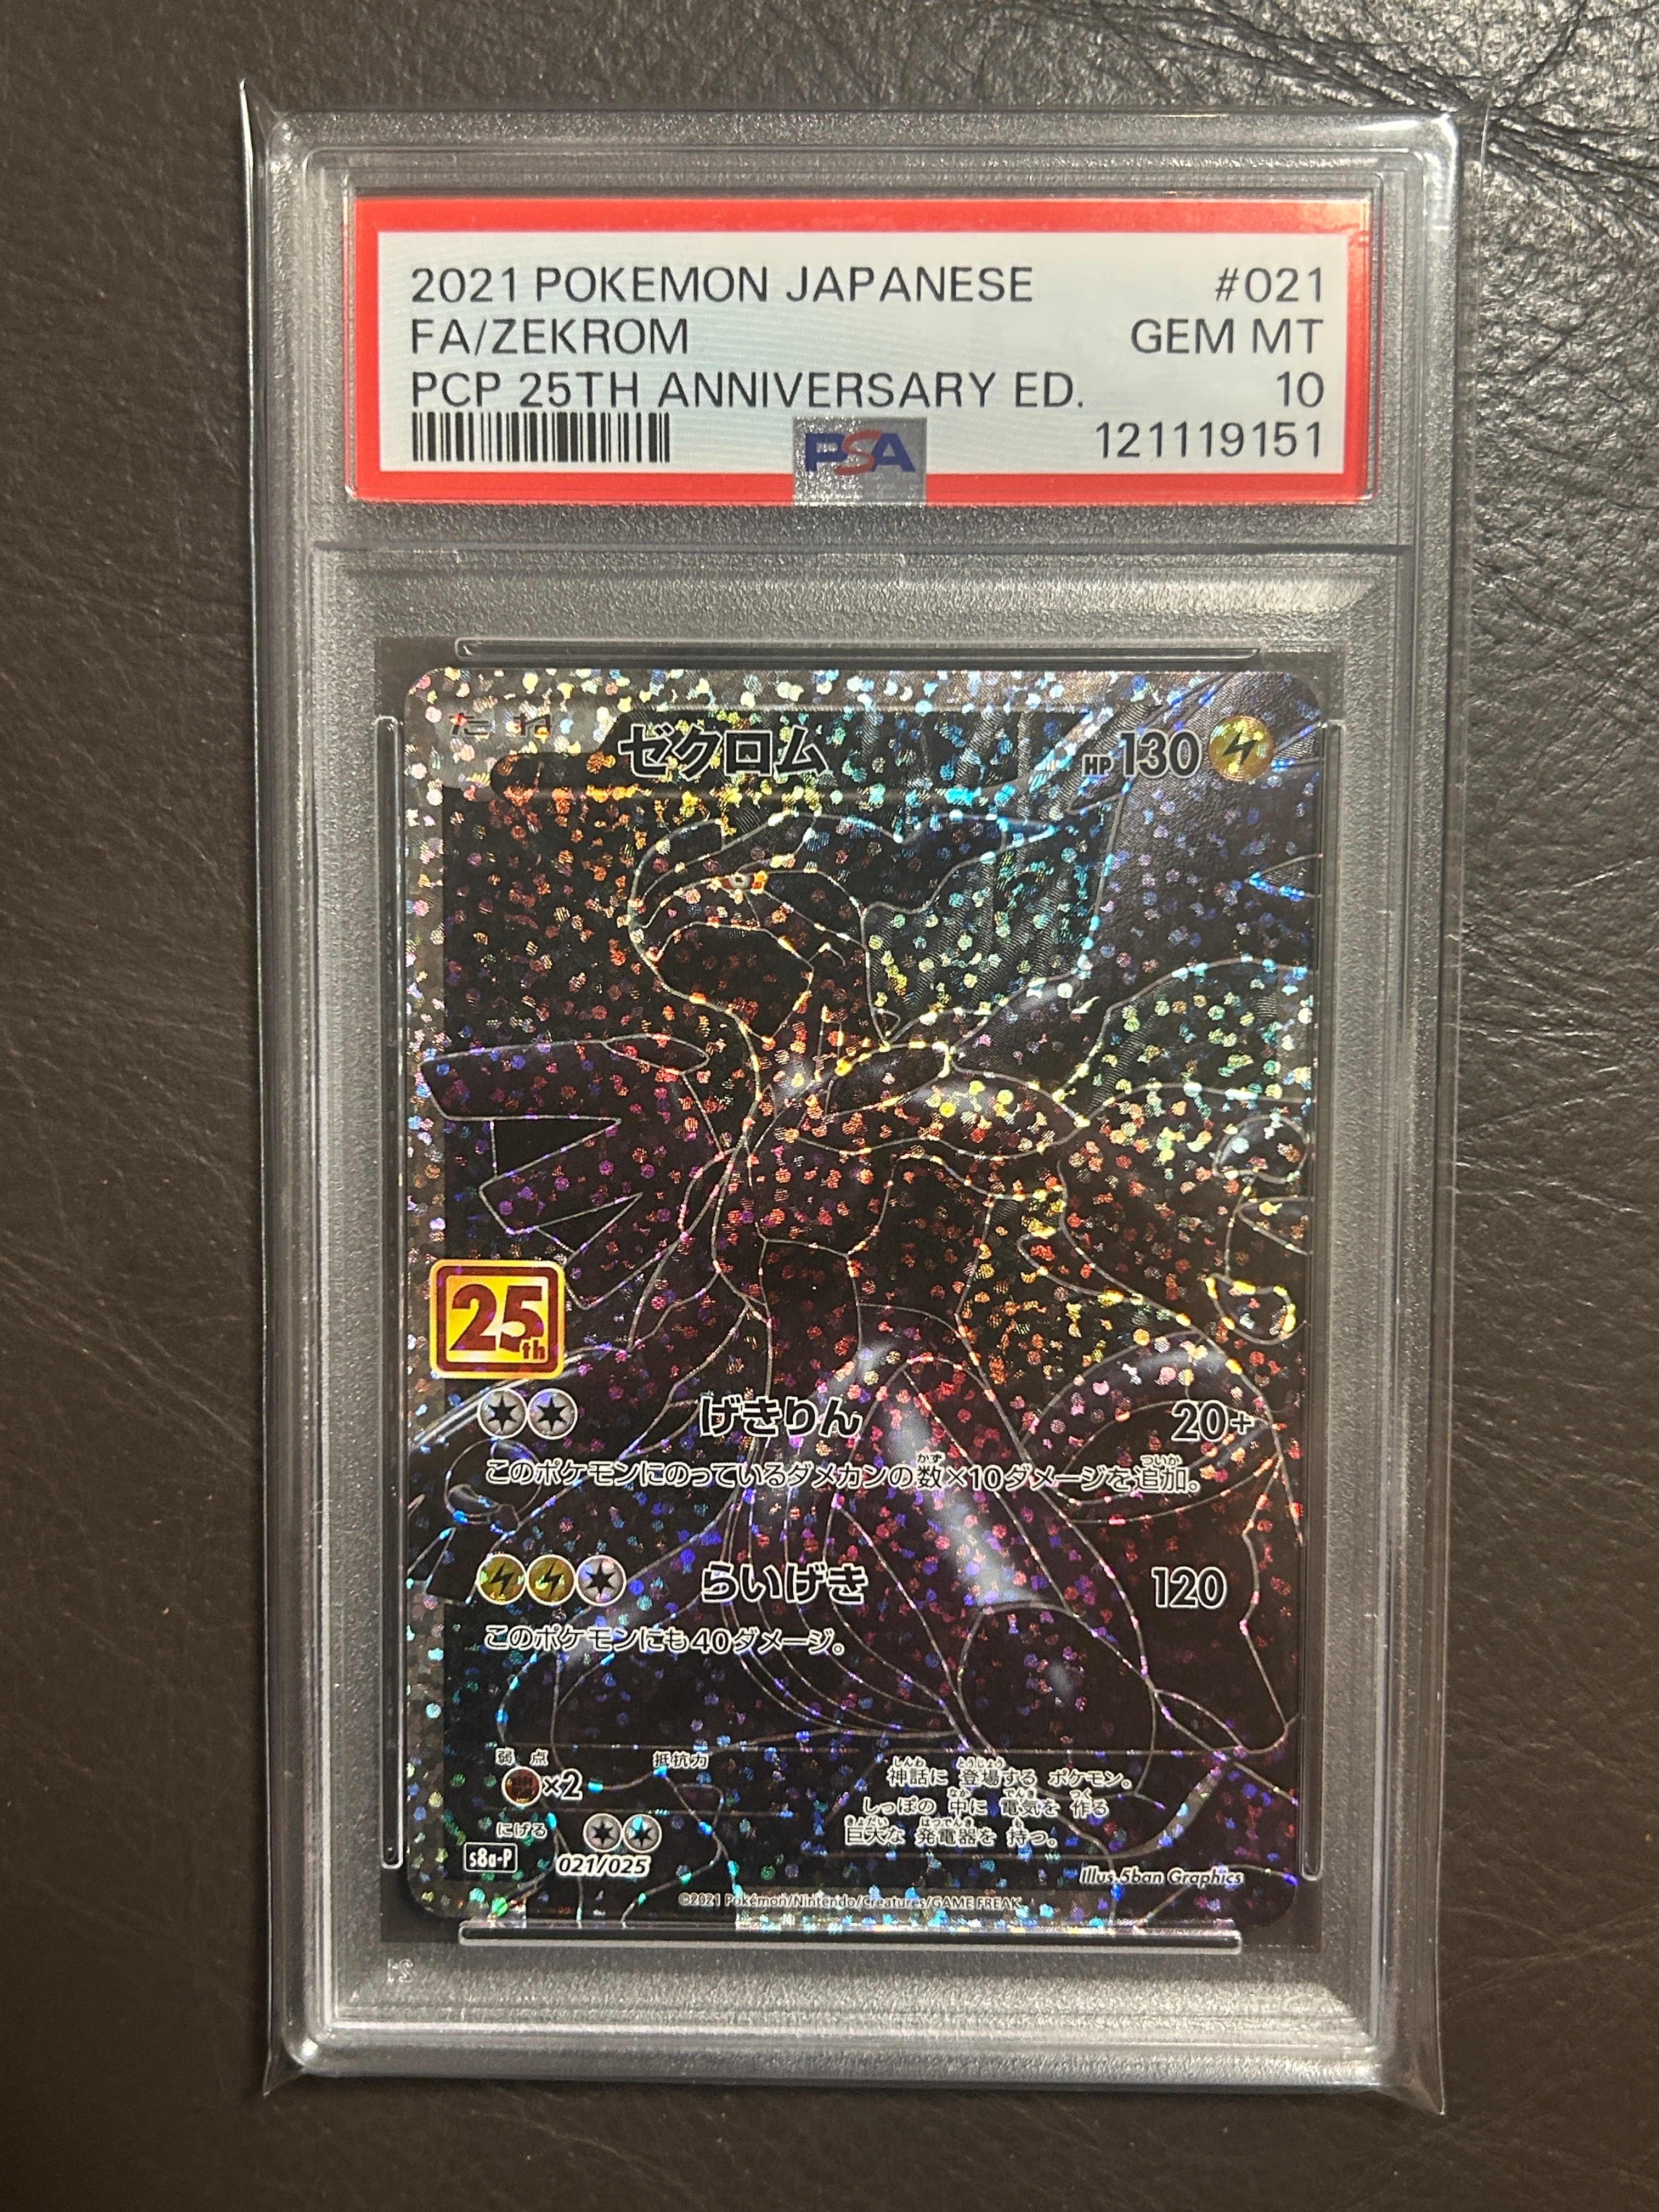 2021 POKEMON JAPANESE #021
FA/ZEKROM GEM MT
PCP 25TH ANNIVERSARY ED. 10
PSA 121119151
たね ゼクロム HP130
25th
げきりん 20+
このポケモンにのっているダメカンの数×10ダメージを追加。
らいげき 120
このポケモンにも40ダメージ。
弱点 抵抗力
×2
にげる
神話に 登場する ポケモン。
しっぽの 中に 電気を 作る
巨大な 発電器を 持つ。
s8a-P 021/025 illus.5ban Graphics
©2021 Pokémon/Nintendo/Creatures/GAME FREAK